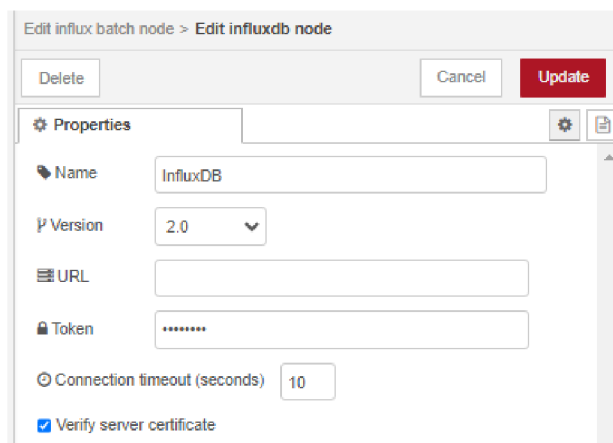 Edit influx batch node > Edit influxdb node
Delete Cancel Update
Properties
Name InfluxDB
Version 2.0
URL
Token ••••••••
Connection timeout (seconds) 10
Verify server certificate